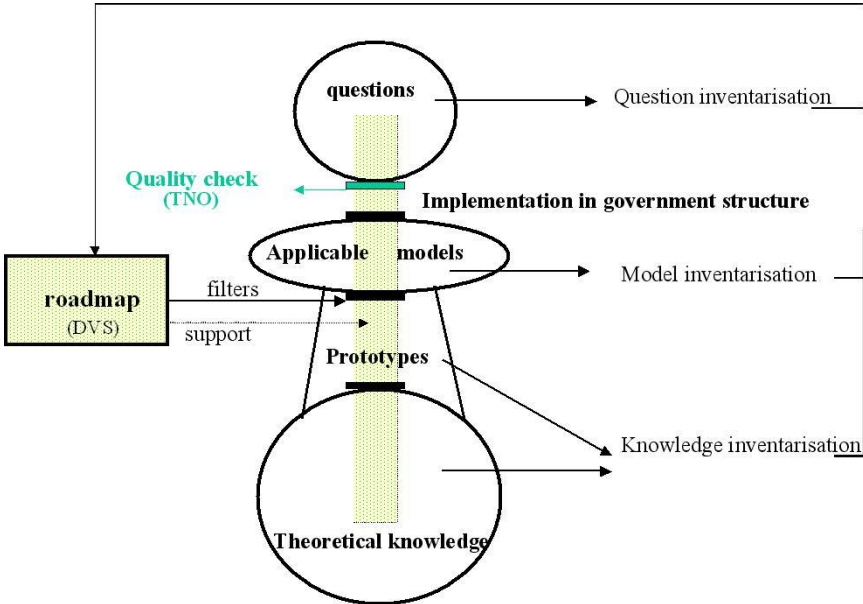 questions
Question inventarisation
Quality check
(TNO)
Implementation in government structure
Applicable models
Model inventarisation
roadmap
(DVS)
filters
support
Prototypes
Knowledge inventarisation
Theoretical knowledge